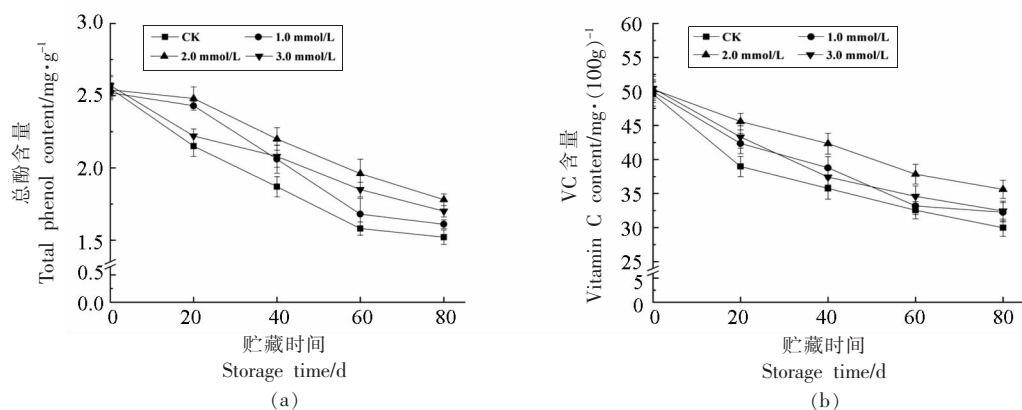 3.0
2.5
2.0
1.5
0.5
0.0
总酚含量
Total phenol content/mg·g⁻¹
CK
1.0 mmol/L
2.0 mmol/L
3.0 mmol/L
0 20 40 60 80
贮藏时间
Storage time/d
(a)
60
55
50
45
40
35
30
25
5
0
VC含量
Vitamin C content/mg·(100g)⁻¹
CK
1.0 mmol/L
2.0 mmol/L
3.0 mmol/L
0 20 40 60 80
贮藏时间
Storage time/d
(b)